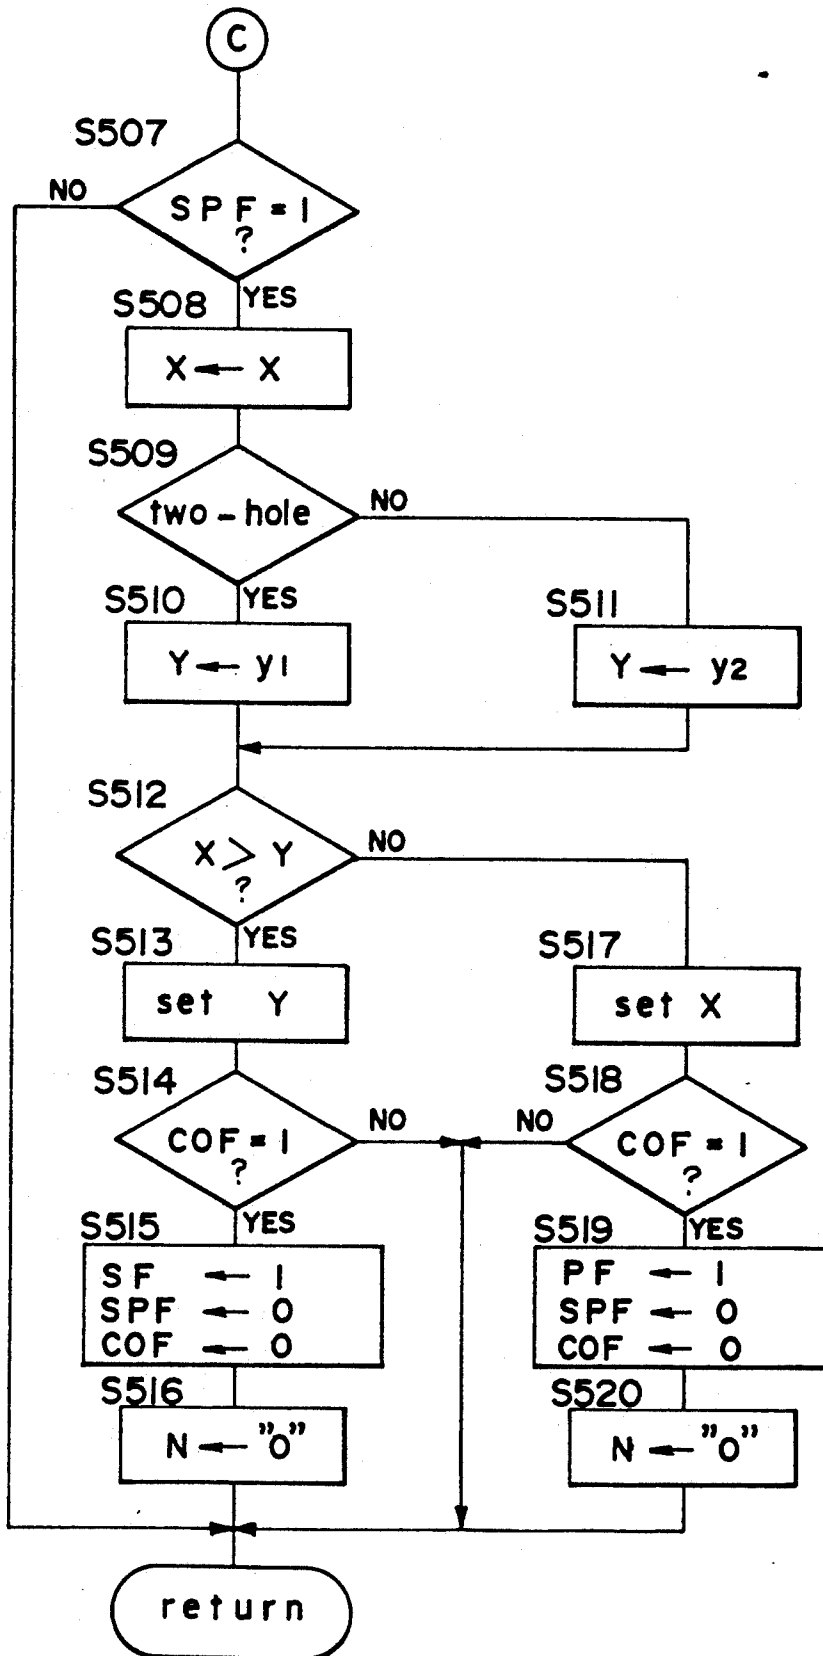 C
S507
NO
SPF = 1
?
YES
S508
X ← X
S509
two-hole
NO
YES
S510
S511
Y ← y1
Y ← y2
S512
X > Y
?
NO
YES
S513
S517
set Y
set X
S514
S518
COF = 1
?
NO
NO
COF = 1
?
YES
YES
S515
S519
SF ← 1
SPF ← 0
COF ← 0
PF ← 1
SPF ← 0
COF ← 0
S516
S520
N ← "0"
N ← "0"
return